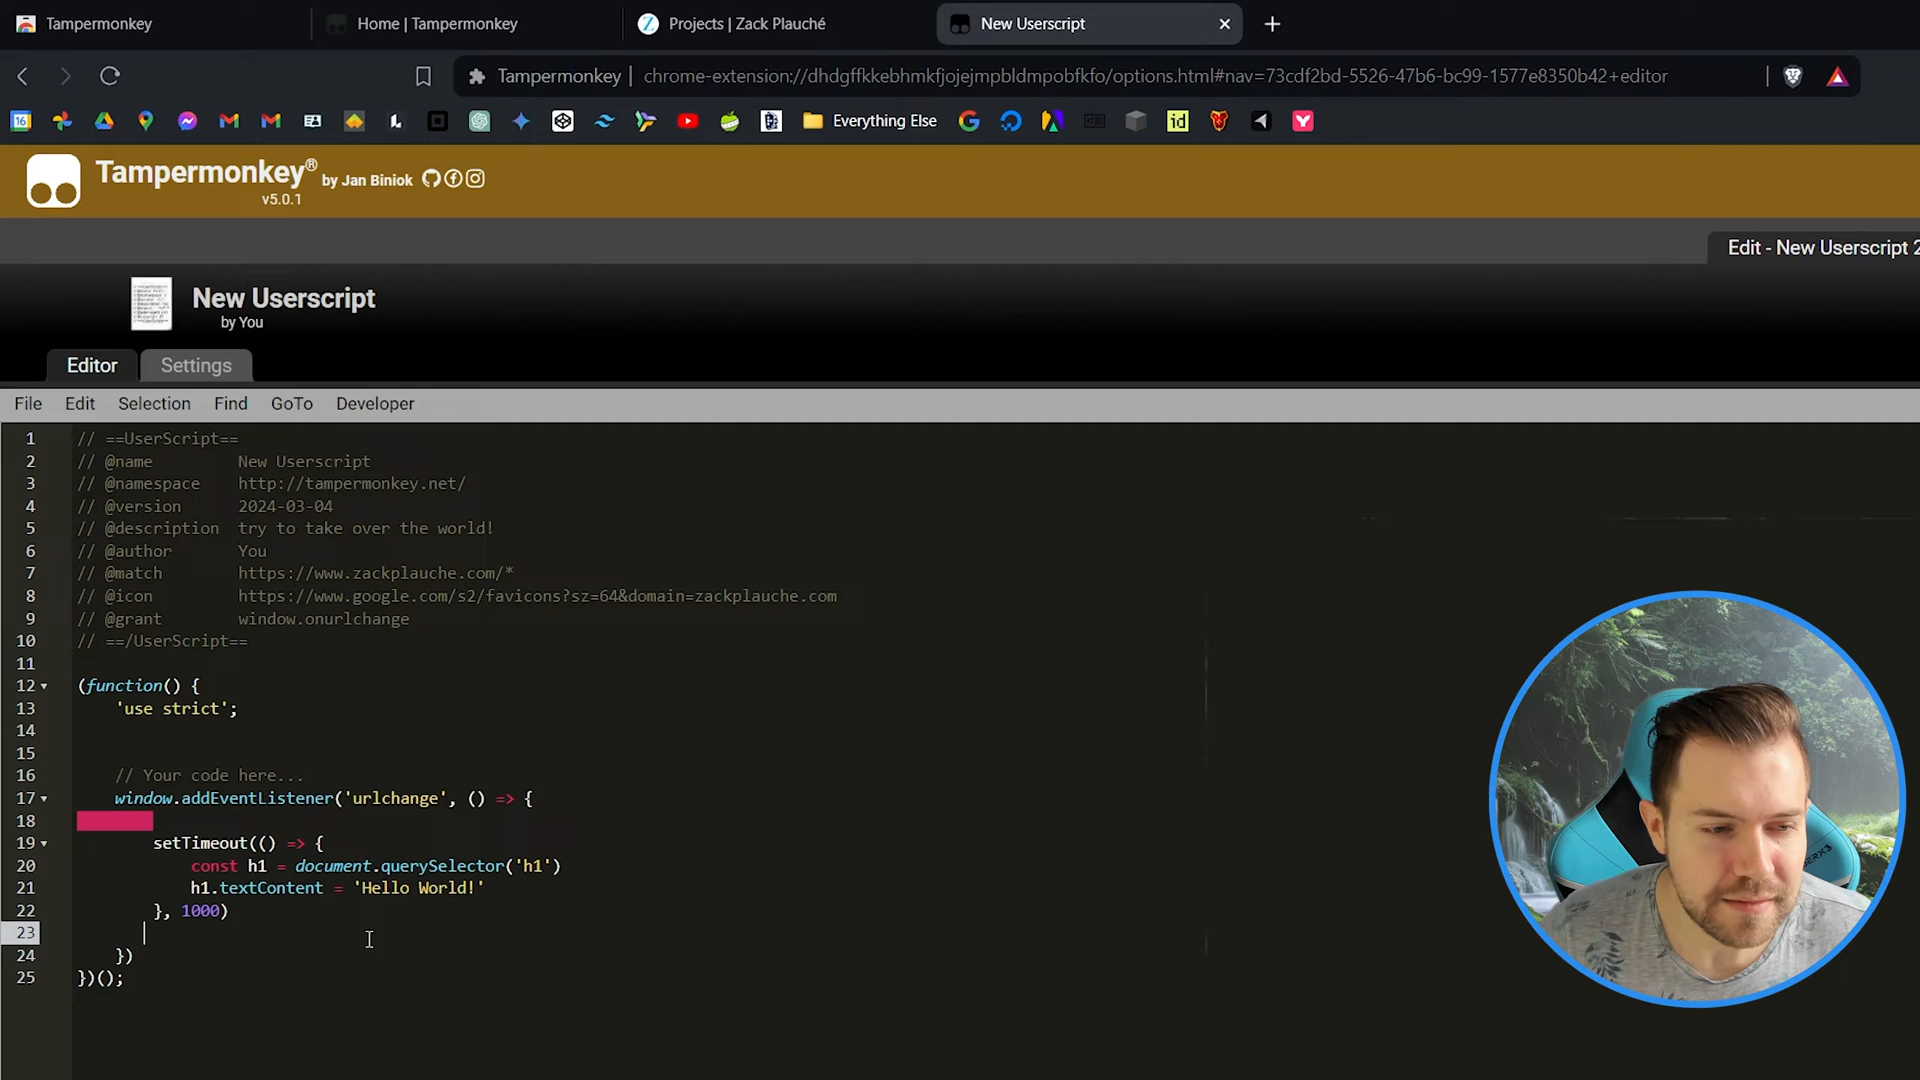 Tampermonkey
Home | Tampermonkey
Projects | Zack Plauché
New Userscript
Tampermonkey
chrome-extension://dhdgffkkebhmkfjojejmpbldmpobfkfo/options.html#nav=73cdf2bd-5526-47b6-bc99-1577e8350b42+editor
16
Everything Else
id
Tampermonkey® by Jan Biniok
v5.0.1
Edit - New Userscript 2
New Userscript
by You
Editor
Settings
File Edit Selection Find GoTo Developer
1 // ==UserScript==
2 // @name New Userscript
3 // @namespace http://tampermonkey.net/
4 // @version 2024-03-04
5 // @description try to take over the world!
6 // @author You
7 // @match https://www.zackplauche.com/*
8 // @icon https://www.google.com/s2/favicons?sz=64&domain=zackplauche.com
9 // @grant window.onurlchange
10 // ==/UserScript==
11
12 (function() {
13 'use strict';
14
15
16 // Your code here...
17 window.addEventListener('urlchange', () => {
18
19 setTimeout(() => {
20 const h1 = document.querySelector('h1')
21 h1.textContent = 'Hello World!'
22 }, 1000)
23
24 })
25 })();